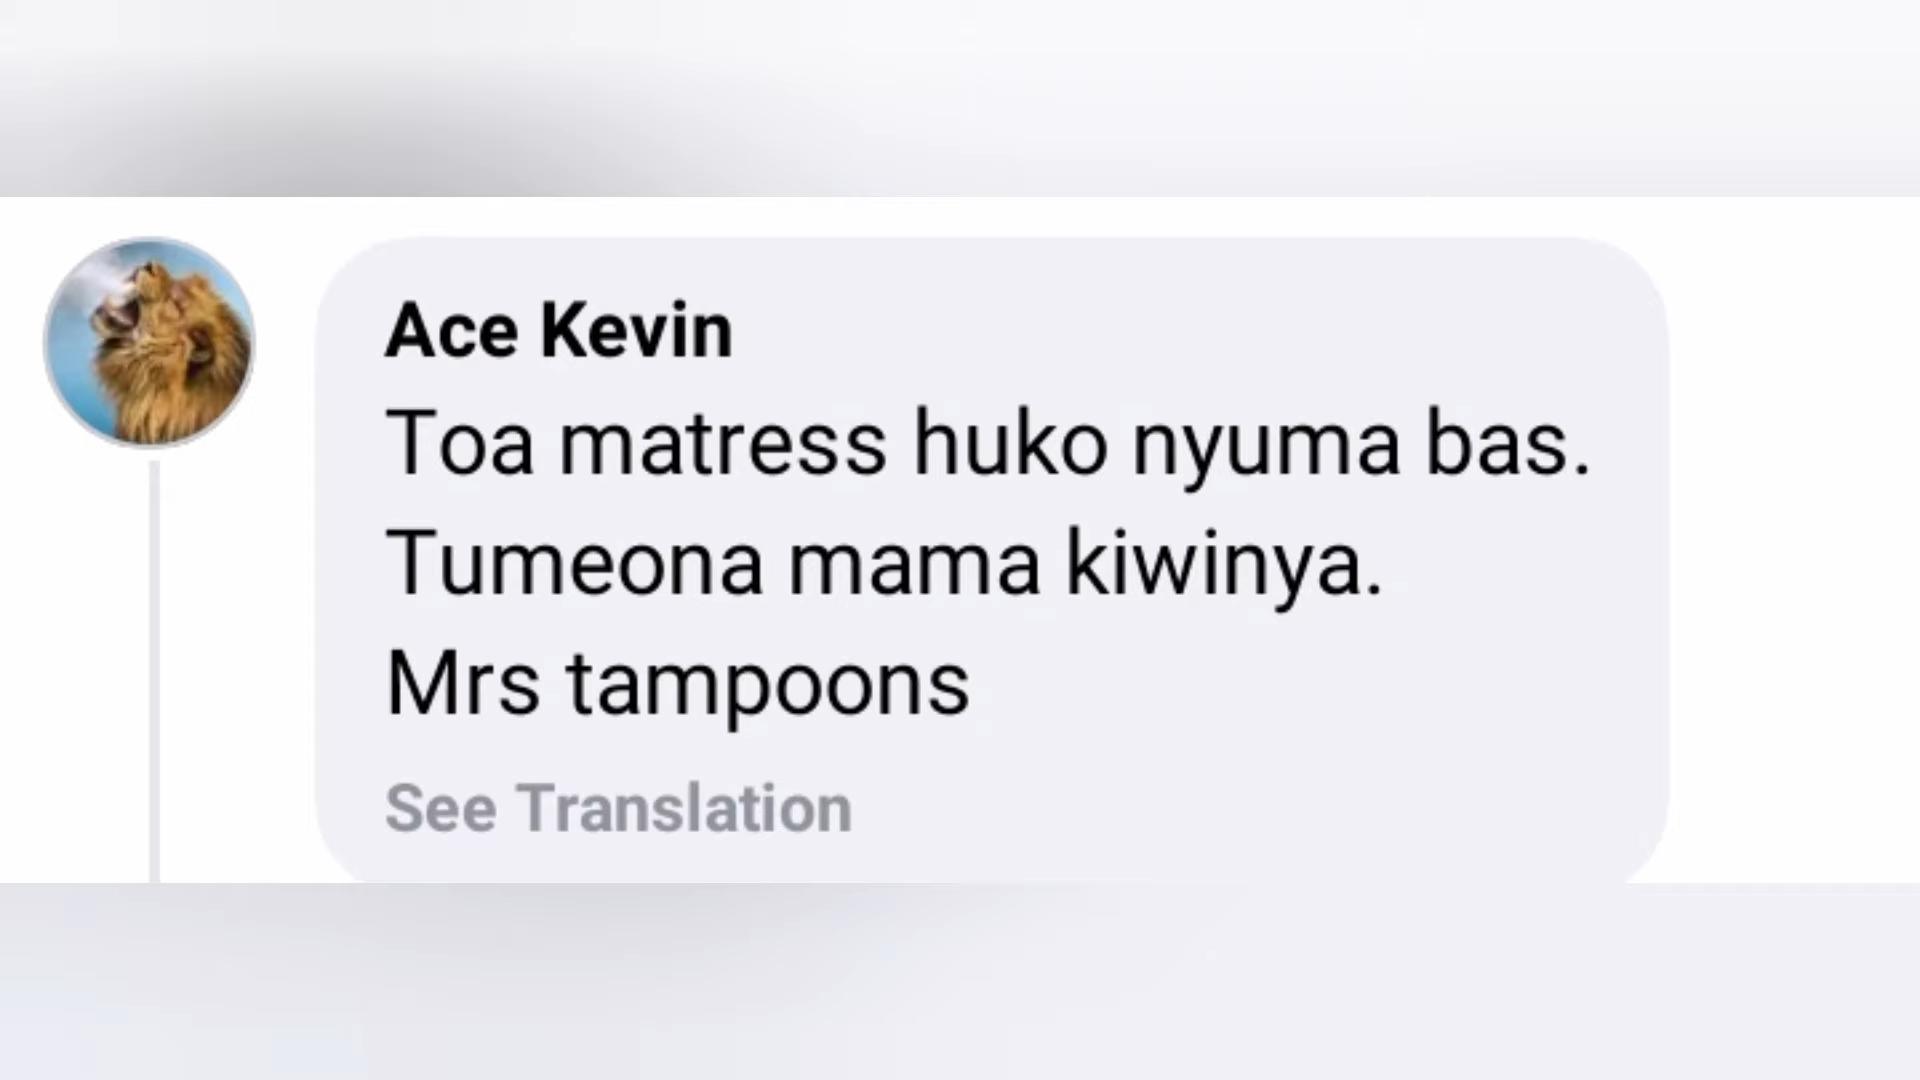 Ace Kevin
Toa matress huko nyuma bas.
Tumeona mama kiwinya.
Mrs tampoons
See Translation